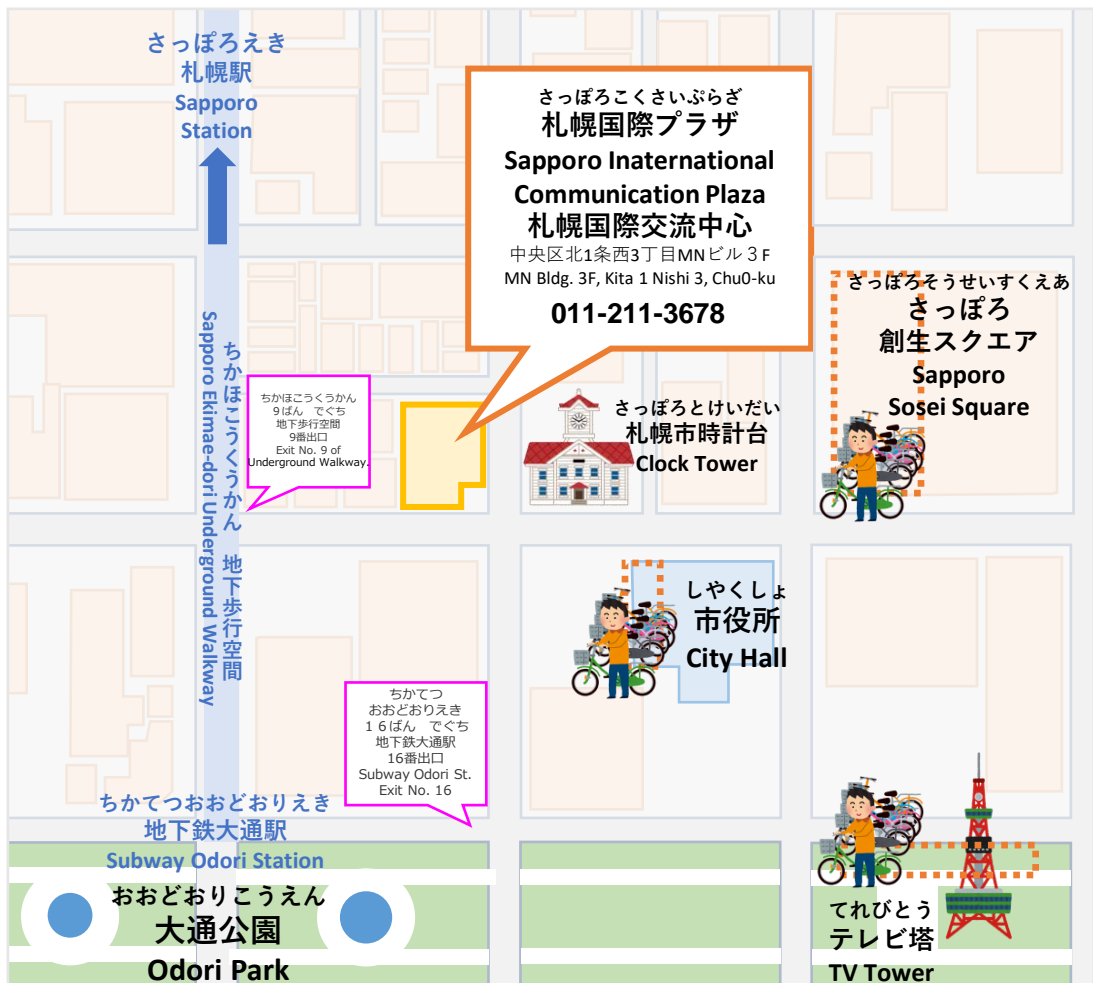 さっぽろえき
札幌駅
Sapporo
Station
さっぽろこくさいぷらざ
札幌国際プラザ
Sapporo Inaternational
Communication Plaza
札幌国際交流中心
中央区北1条西3丁目MNビル３F
MN Bldg. 3F, Kita 1 Nishi 3, Chu0-ku
011-211-3678
さっぽろそうせいすくえあ
さっぽろ
創生スクエア
Sapporo
Sosei Square
ちかほこうくうかん　地下歩行空間
Sapporo Ekimae-dori Underground Walkway
ちかほこうくうかん
９ばん　でぐち
地下歩行空間
9番出口
Exit No. 9 of
Underground Walkway.
さっぽろとけいだい
札幌市時計台
Clock Tower
しやくしょ
市役所
City Hall
ちかてつ
おおどおりえき
１６ばん　でぐち
地下鉄大通駅
16番出口
Subway Odori St.
Exit No. 16
ちかてつおおどおりえき
地下鉄大通駅
Subway Odori Station
おおどおりこうえん
大通公園
Odori Park
てれびとう
テレビ塔
TV Tower